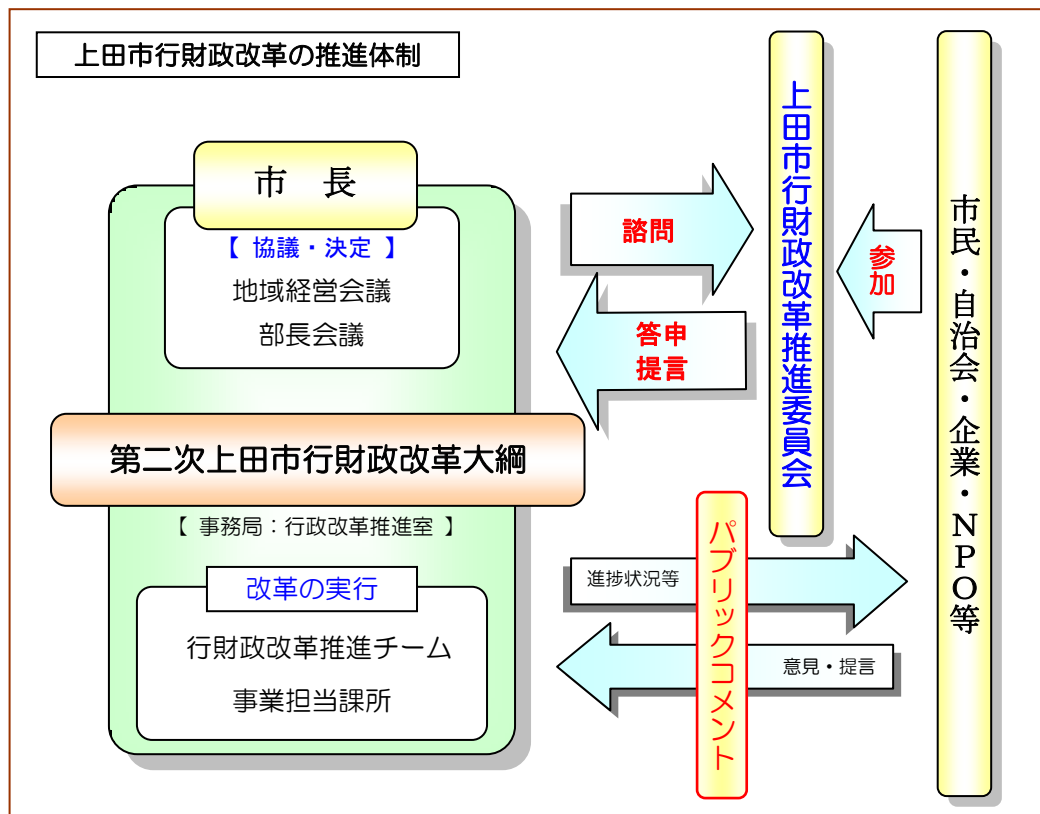 上田市行財政改革の推進体制
市　長
【 協議・決定 】
地域経営会議
部長会議
第二次上田市行財政改革大綱
【 事務局：行政改革推進室 】
改革の実行
行財政改革推進チーム
事業担当課所
諮問
答申
提言
上田市行財政改革推進委員会
参加
市民・自治会・企業・ＮＰＯ等
進捗状況等
パブリックコメント
意見・提言